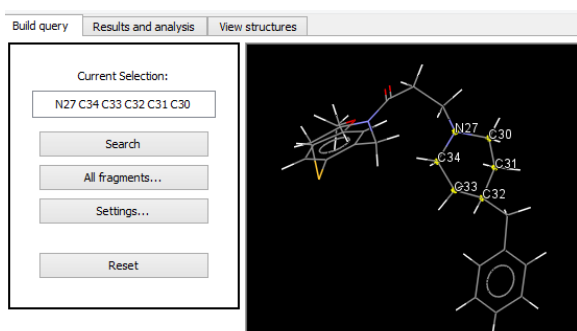 Build query Results and analysis View structures
Current Selection:
N27 C34 C33 C32 C31 C30
Search
All fragments...
Settings...
Reset
N27
C30
C34
C31
C33
C32